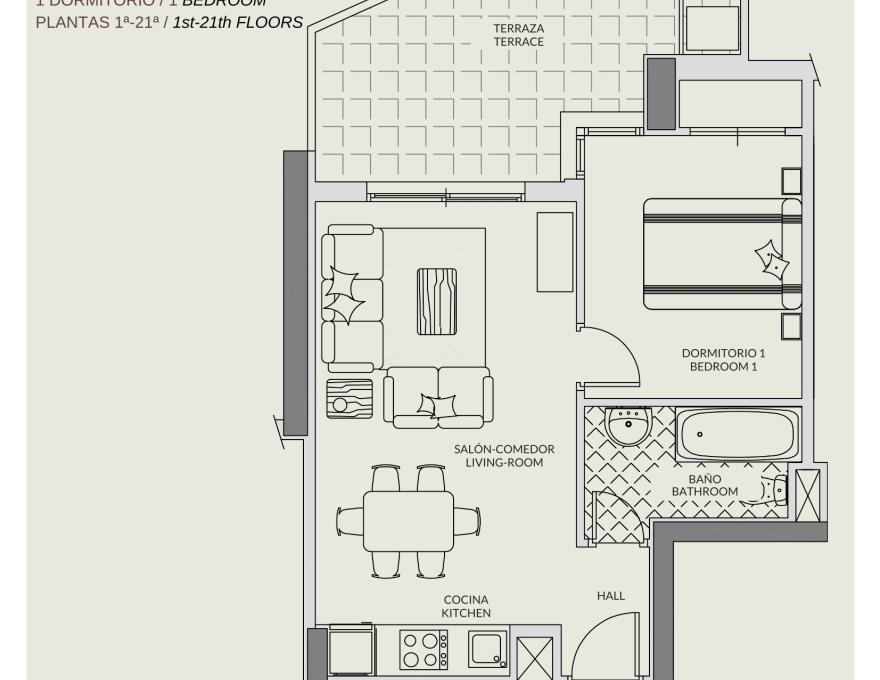 1 DORMITORIO / 1 BEDROOM
PLANTAS 1ª-21ª / 1st-21th FLOORS
TERRAZA
TERRACE
DORMITORIO 1
BEDROOM 1
SALÓN-COMEDOR
LIVING-ROOM
BAÑO
BATHROOM
COCINA
KITCHEN
HALL